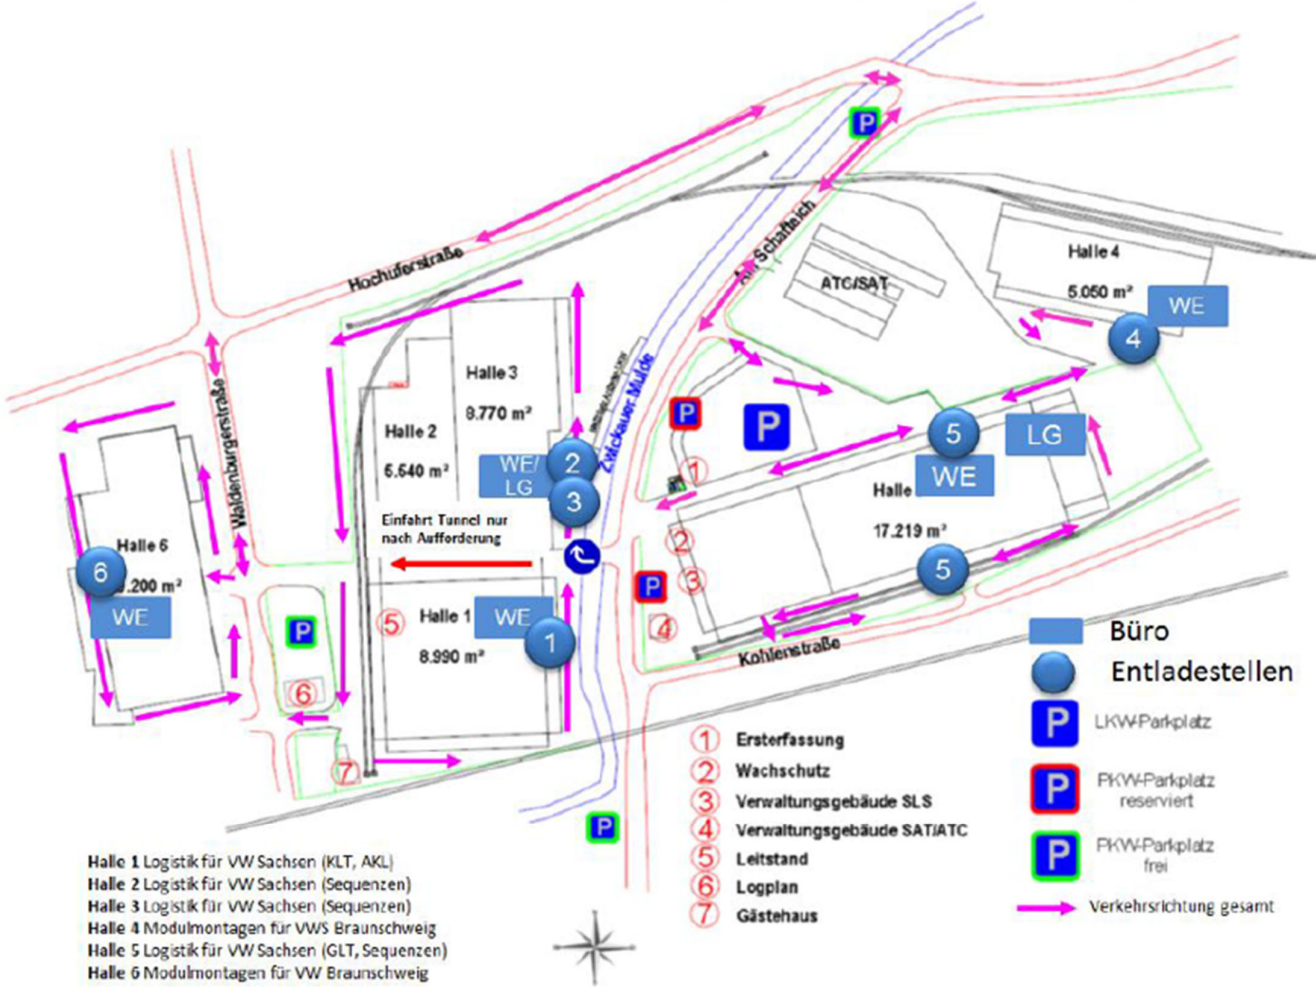 P
Hochuferstraße
Schafteich
ATC/SAT
Halle 4
5.050 m²
WE
4
Halle 3
8.770 m²
Halle 2
5.540 m²
Zwickauer Mulde
P
P
5
LG
WE
WE/
LG
2
3
1
Halle
17.219 m²
Einfahrt Tunnel nur
nach Aufforderung
Waldenburgerstraße
Halle 6
.200 m²
6
WE
P
6
7
5
Halle 1
8.990 m²
WE
1
2
3
P
4
5
Kohlenstraße
P
Büro
Entladestellen
P
LKW-Parkplatz
P
PKW-Parkplatz
reserviert
P
PKW-Parkplatz
frei
Verkehrsrichtung gesamt
1 Ersterfassung
2 Wachschutz
3 Verwaltungsgebäude SLS
4 Verwaltungsgebäude SAT/ATC
5 Leitstand
6 Logplan
7 Gästehaus
Halle 1 Logistik für VW Sachsen (KLT, AKL)
Halle 2 Logistik für VW Sachsen (Sequenzen)
Halle 3 Logistik für VW Sachsen (Sequenzen)
Halle 4 Modulmontagen für VWS Braunschweig
Halle 5 Logistik für VW Sachsen (GLT, Sequenzen)
Halle 6 Modulmontagen für VW Braunschweig